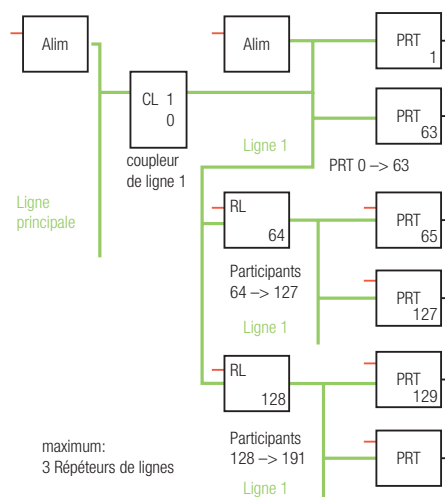 Alim
Alim
PRT
1
CL 1
0
PRT
63
coupleur
de ligne 1
Ligne 1
PRT 0 –> 63
Ligne
principale
RL
64
PRT
65
Participants
64 –> 127
PRT
127
Ligne 1
RL
128
PRT
129
maximum:
3 Répéteurs de lignes
Participants
128 –> 191
PRT
Ligne 1